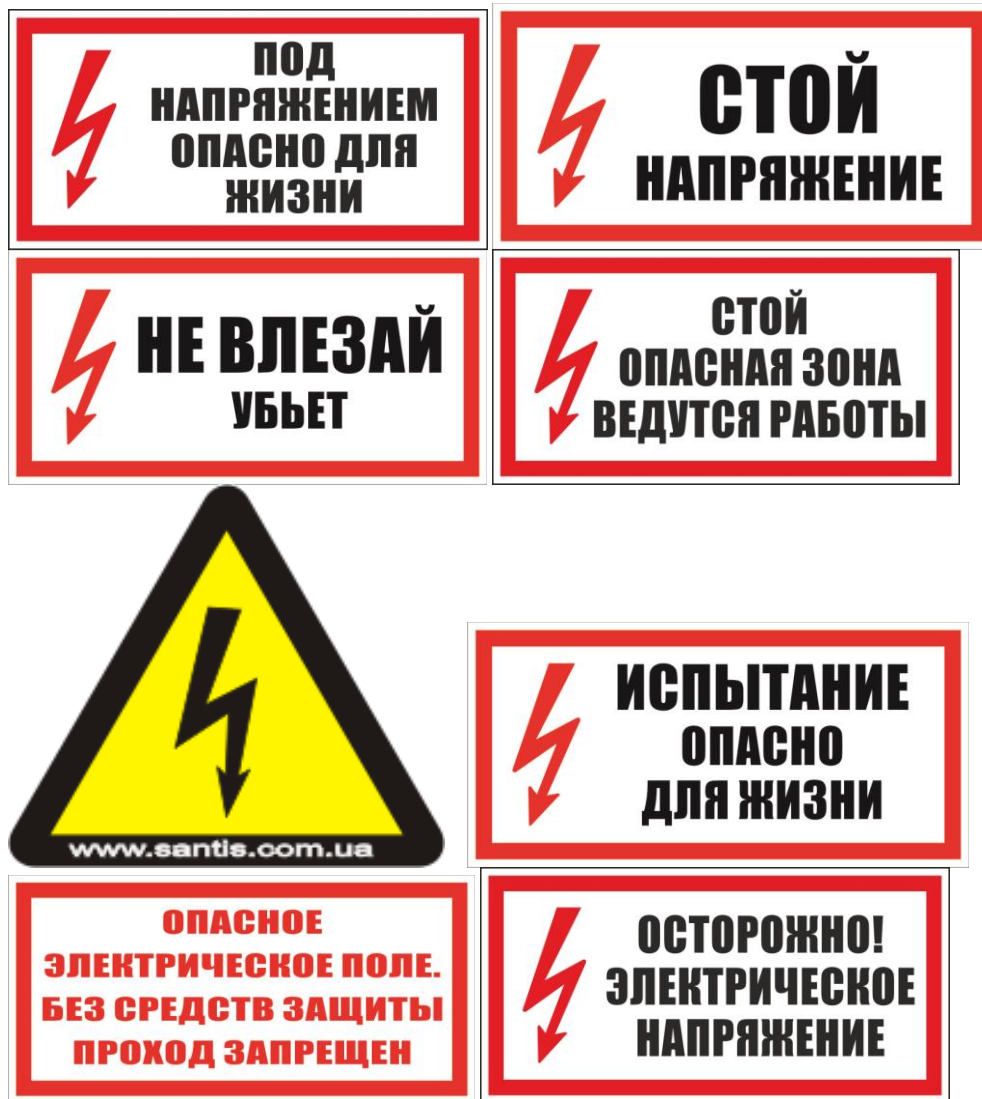 ПОД
НАПРЯЖЕНИЕМ
ОПАСНО ДЛЯ
ЖИЗНИ
СТОЙ
НАПРЯЖЕНИЕ
НЕ ВЛЕЗАЙ
УБЬЕТ
СТОЙ
ОПАСНАЯ ЗОНА
ВЕДУТСЯ РАБОТЫ
www.santis.com.ua
ИСПЫТАНИЕ
ОПАСНО
ДЛЯ ЖИЗНИ
ОПАСНОЕ
ЭЛЕКТРИЧЕСКОЕ ПОЛЕ.
БЕЗ СРЕДСТВ ЗАЩИТЫ
ПРОХОД ЗАПРЕЩЕН
ОСТОРОЖНО!
ЭЛЕКТРИЧЕСКОЕ
НАПРЯЖЕНИЕ